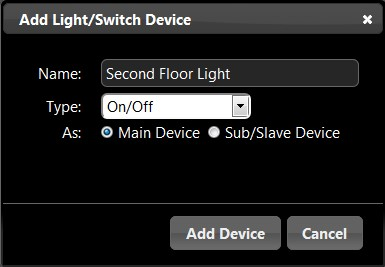 Add Light/Switch Device
Name: Second Floor Light
Type: On/Off
As: Main Device Sub/Slave Device
Add Device Cancel